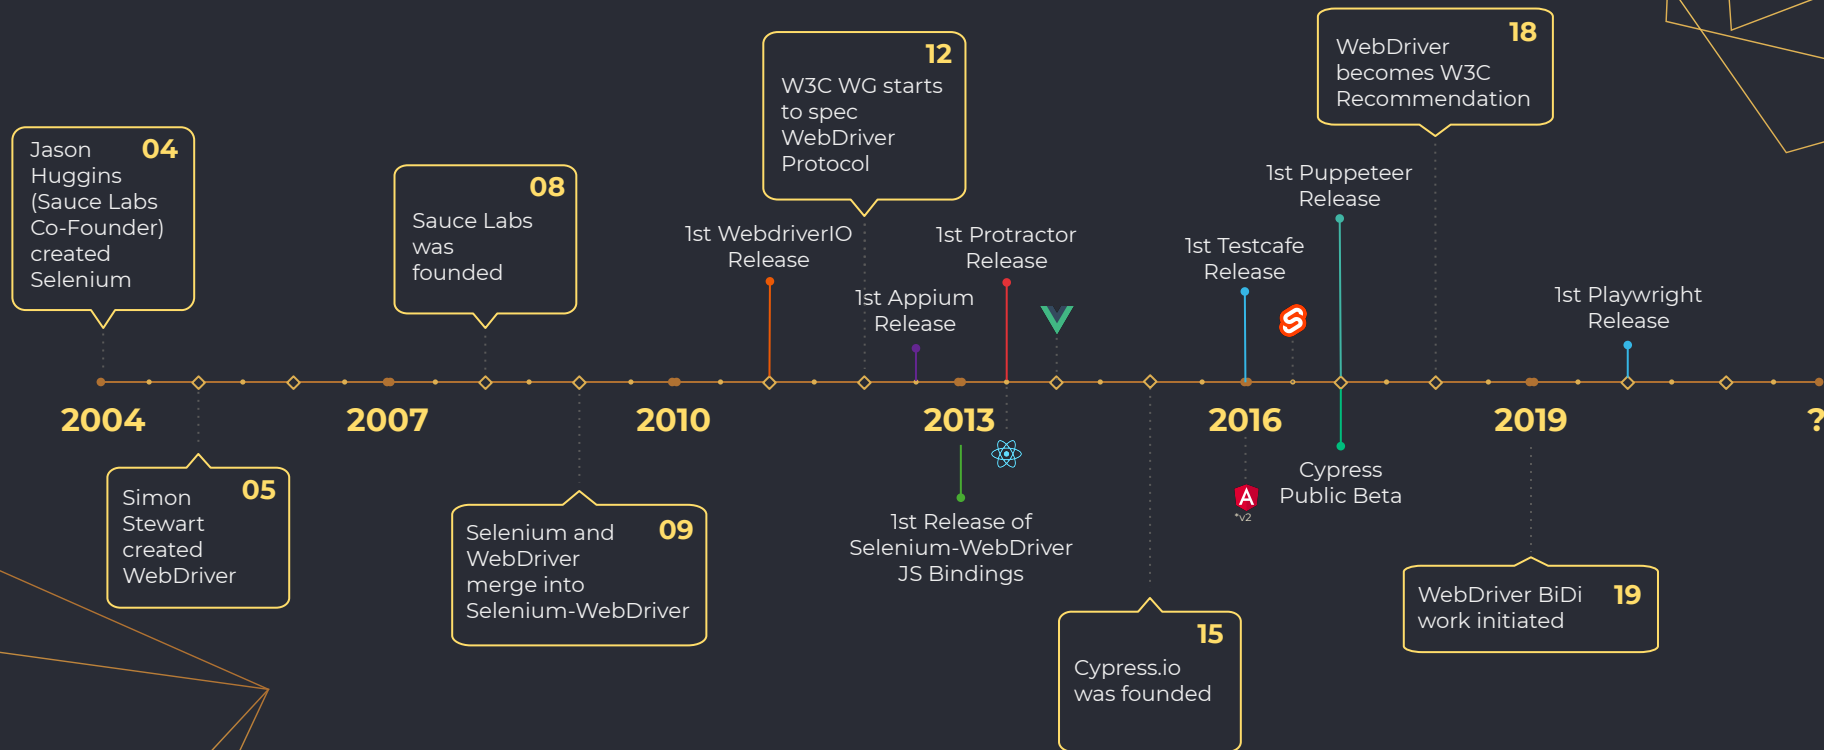 04
Jason
Huggins
(Sauce Labs
Co-Founder)
created
Selenium
08
Sauce Labs
was
founded
12
W3C WG starts
to spec
WebDriver
Protocol
18
WebDriver
becomes W3C
Recommendation
1st WebdriverIO
Release
1st Appium
Release
1st Protractor
Release
1st Testcafe
Release
1st Puppeteer
Release
1st Playwright
Release
2004
2007
2010
2013
2016
2019
?
05
Simon
Stewart
created
WebDriver
09
Selenium and
WebDriver
merge into
Selenium-WebDriver
1st Release of
Selenium-WebDriver
JS Bindings
15
Cypress.io
was founded
A
*v2
Cypress
Public Beta
19
WebDriver BiDi
work initiated